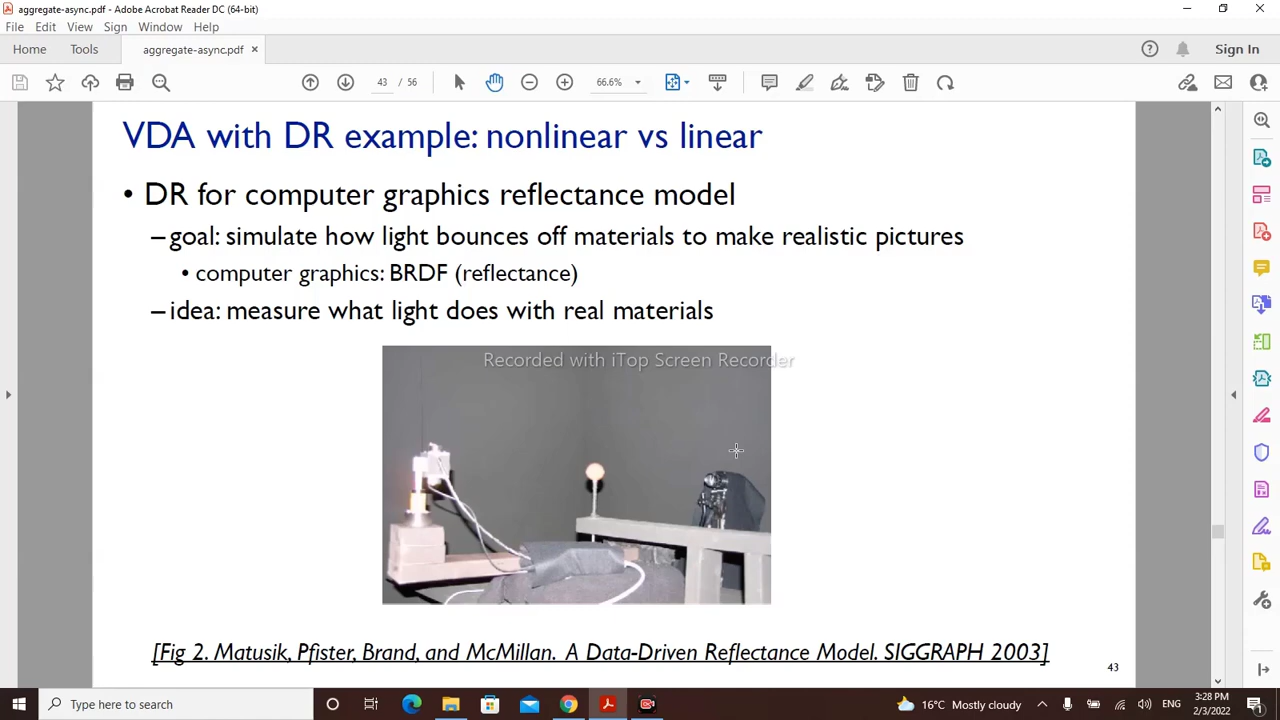 aggregate-async.pdf - Adobe Acrobat Reader DC (64-bit)
File Edit View Sign Window Help
Home Tools aggregate-async.pdf × Sign In
43 / 56 66.6%
VDA with DR example: nonlinear vs linear
• DR for computer graphics reflectance model
– goal: simulate how light bounces off materials to make realistic pictures
• computer graphics: BRDF (reflectance)
– idea: measure what light does with real materials
Recorded with iTop Screen Recorder
[Fig 2. Matusik, Pfister, Brand, and McMillan. A Data-Driven Reflectance Model. SIGGRAPH 2003]
43
Type here to search
16°C Mostly cloudy
ENG
3:28 PM
2/3/2022
1